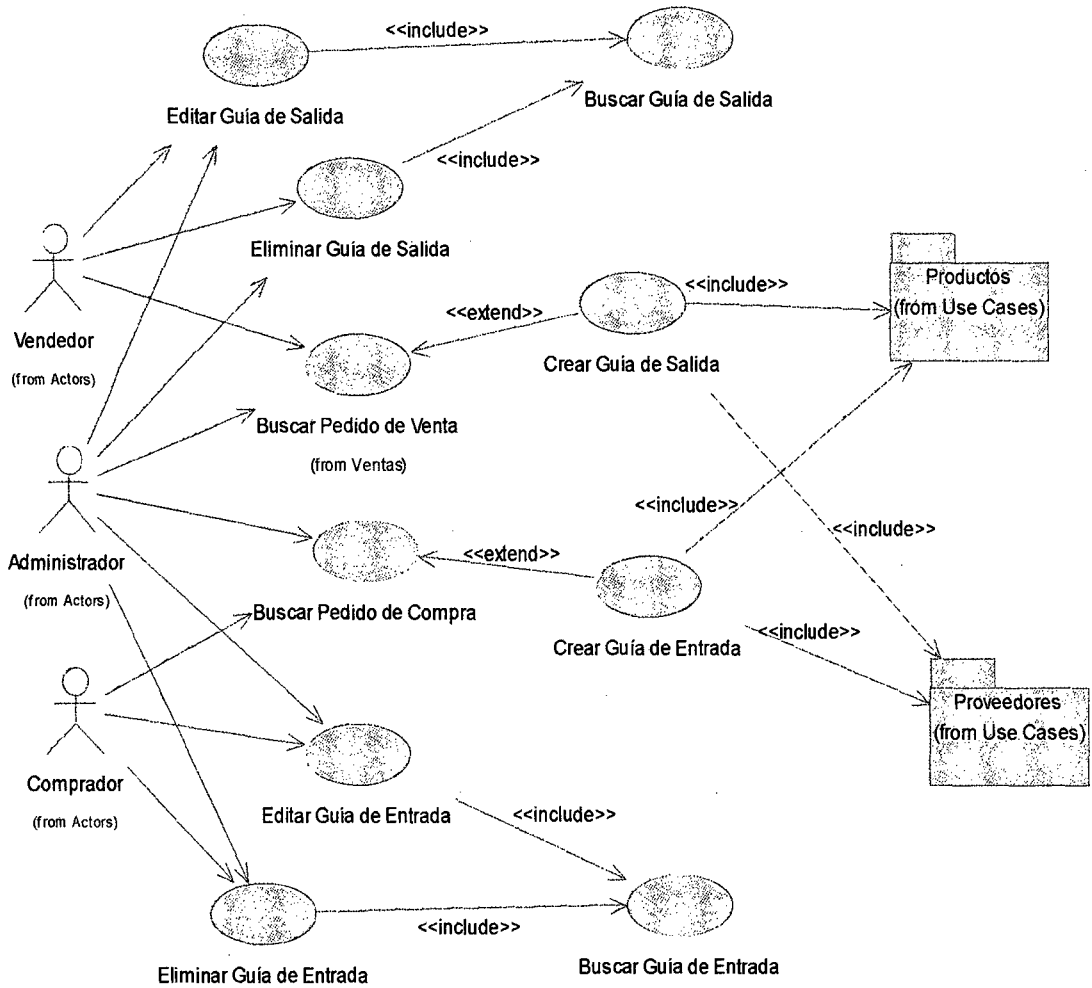 <<include>>
Editar Guía de Salida
Buscar Guía de Salida
<<include>>
Eliminar Guía de Salida
Vendedor
(from Actors)
<<extend>>
<<include>>
Productos
(from Use Cases)
Crear Guía de Salida
Buscar Pedido de Venta
(from Ventas)
Administrador
(from Actors)
<<include>>
<<include>>
<<extend>>
Buscar Pedido de Compra
Crear Guía de Entrada
<<include>>
Proveedores
(from Use Cases)
Comprador
(from Actors)
Editar Guía de Entrada
<<include>>
<<include>>
Eliminar Guía de Entrada
Buscar Guía de Entrada